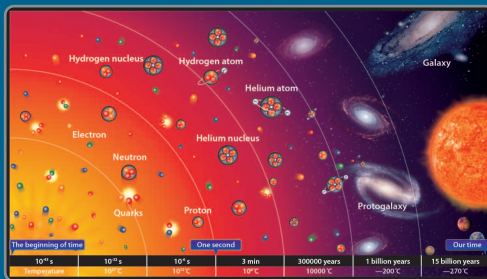 Galaxy
Hydrogen nucleus
Hydrogen atom
Helium atom
Electron
Helium nucleus
Neutron
Quarks
Proton
Protogalaxy
The beginning of time
One second
Our time
3 min
300000 years
1 billion years
15 billion years
Temperature
10000˚C
—200˚C
—270˚C